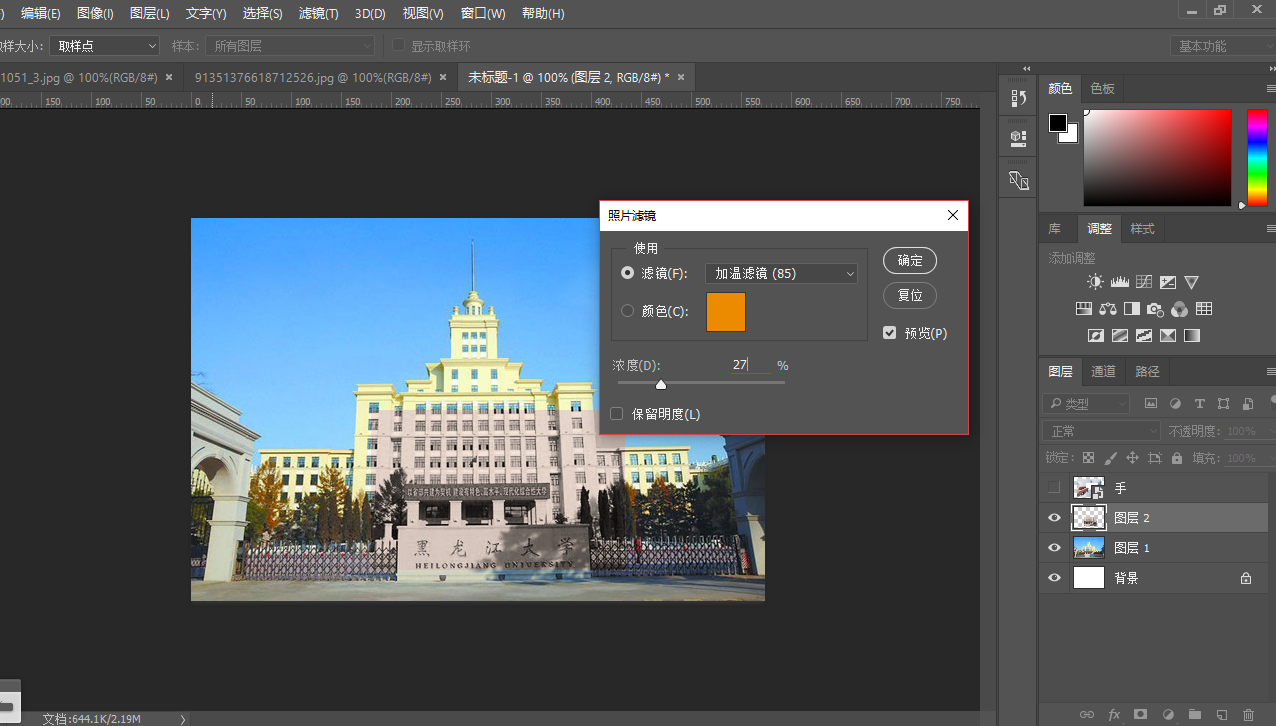 编辑(E) 图像(I) 图层(L) 文字(Y) 选择(S) 滤镜(T) 3D(D) 视图(V) 窗口(W) 帮助(H)
取样大小: 取样点 样本: 所有图层 显示取样环 基本功能
1051_3.jpg @ 100%(RGB/8#) × 91351376618712526.jpg @ 100%(RGB/8#) × 未标题-1 @ 100% (图层 2, RGB/8#) * ×
150 100 50 0 50 100 150 200 250 300 350 400 450 500 550 600 650 700 750
颜色 色板
照片滤镜
使用
滤镜(F): 加温滤镜 (85)
颜色(C):
浓度(D): 27 %
保留明度(L)
确定
复位
预览(P)
库 调整 样式
添加调整
图层 通道 路径
类型
正常 不透明度: 100%
锁定: 填充: 100%
手
图层 2
图层 1
背景
fx
黑龙江大学
HEILONGJIANG UNIVERSITY
文档:644.1K/2.19M